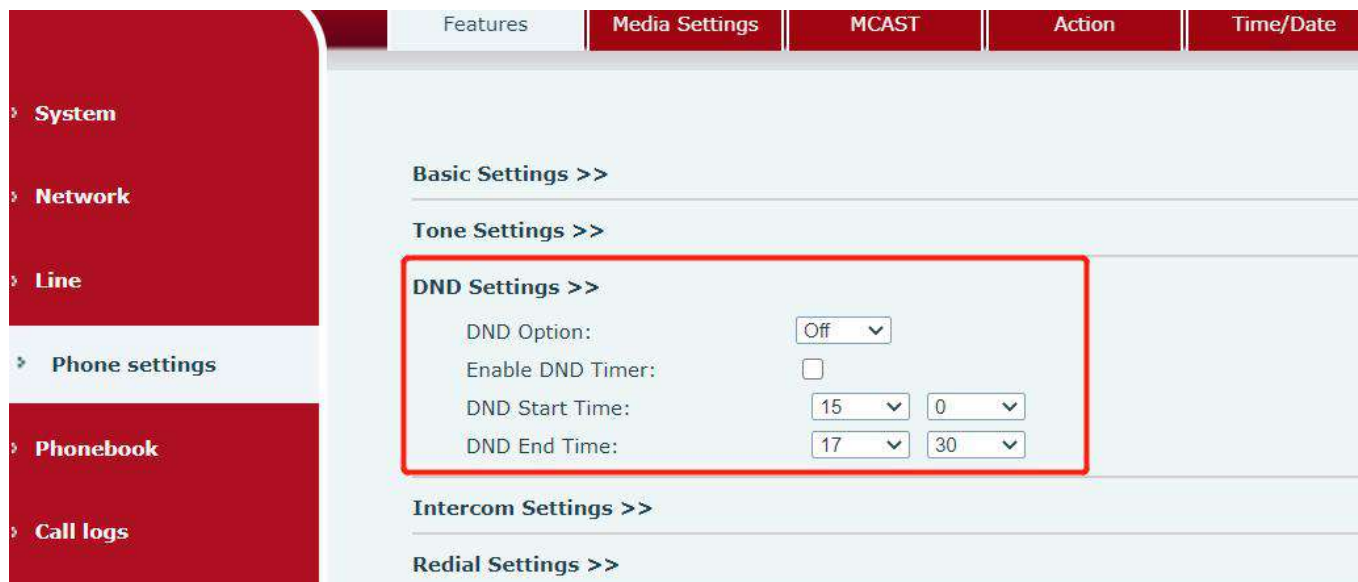 Features Media Settings MCAST Action Time/Date
System
Network
Line
Phone settings
Phonebook
Call logs
Basic Settings >>
Tone Settings >>
DND Settings >>
DND Option: Off
Enable DND Timer:
DND Start Time: 15 0
DND End Time: 17 30
Intercom Settings >>
Redial Settings >>